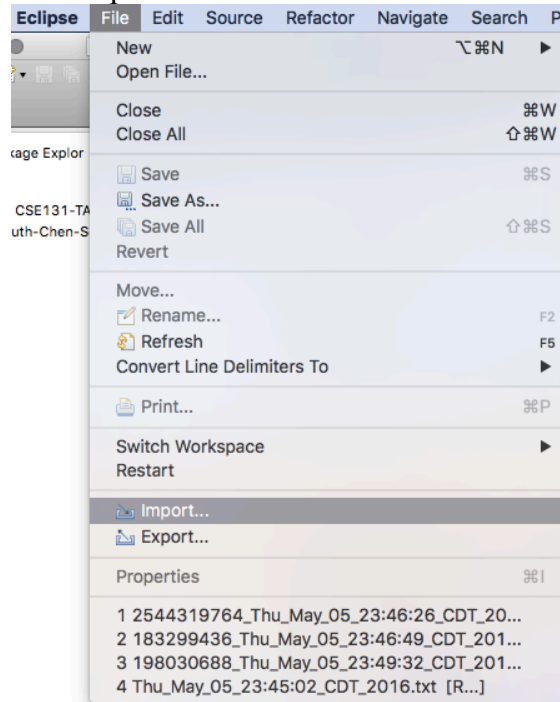 Eclipse File Edit Source Refactor Navigate Search P
New ⌥⌘N ▶
Open File...
Close ⌘W
Close All ⇧⌘W
kage Explor
Save ⌘S
CSE131-TA
Save As...
uth-Chen-S
Save All ⇧⌘S
Revert
Move...
Rename... F2
Refresh F5
Convert Line Delimiters To ▶
Print... ⌘P
Switch Workspace ▶
Restart
Import...
Export...
Properties ⌘I
1 2544319764_Thu_May_05_23:46:26_CDT_20...
2 183299436_Thu_May_05_23:46:49_CDT_201...
3 198030688_Thu_May_05_23:49:32_CDT_201...
4 Thu_May_05_23:45:02_CDT_2016.txt [R...]